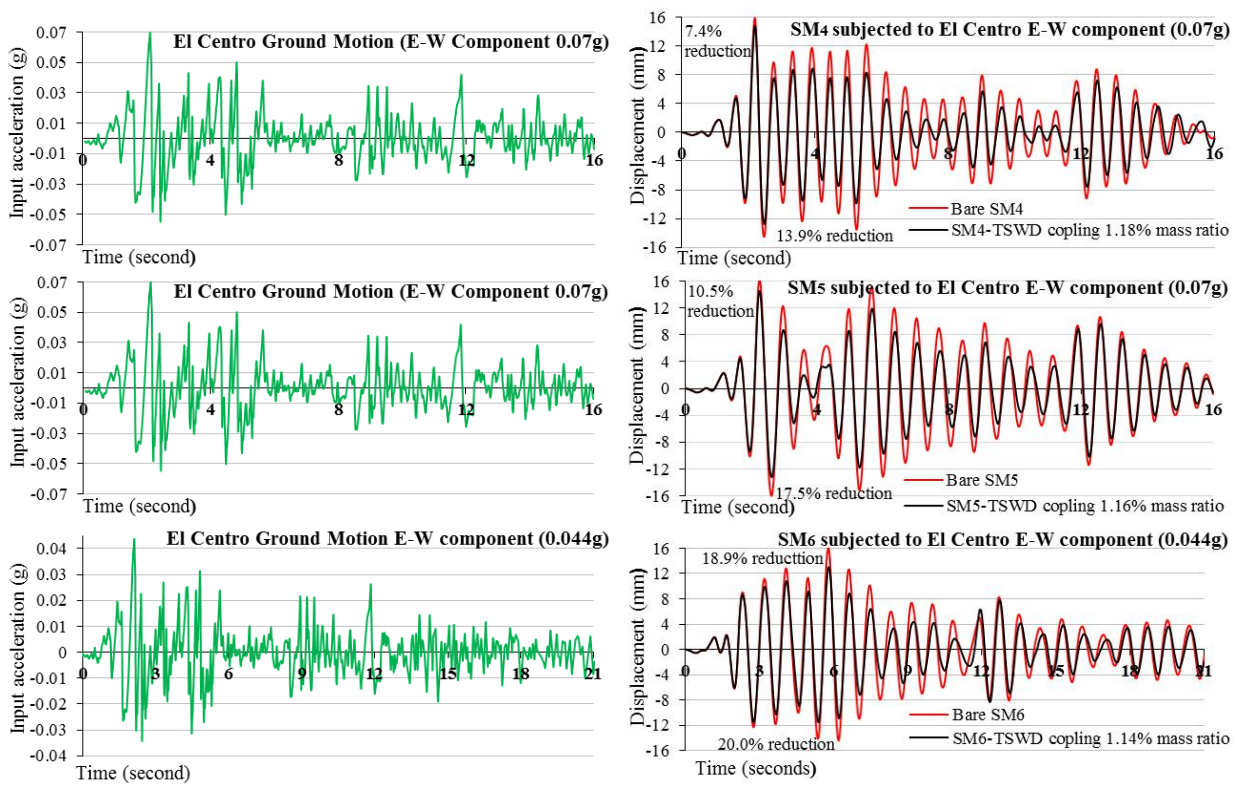 El Centro Ground Motion (E-W Component 0.07g)
Input acceleration (g)
0.07
0.05
0.03
0.01
-0.01
-0.03
-0.05
-0.07
0 4 8 12 16
Time (second)
SM4 subjected to El Centro E-W component (0.07g)
7.4%
reduction
Displacement (mm)
16
12
8
4
0
-4
-8
-12
-16
0 4 8 12 16
13.9% reduction
Bare SM4
SM4-TSWD copling 1.18% mass ratio
Time (second)
El Centro Ground Motion (E-W Component 0.07g)
Input acceleration (g)
0.07
0.05
0.03
0.01
-0.01
-0.03
-0.05
-0.07
0 4 8 12 16
Time (second)
SM5 subjected to El Centro E-W component (0.07g)
10.5%
reduction
Displacement (mm)
16
12
8
4
0
-4
-8
-12
-16
0 4 8 12 16
17.5% reduction
Bare SM5
SM5-TSWD copling 1.16% mass ratio
Time (second)
El Centro Ground Motion E-W component (0.044g)
Input acceleration (g)
0.04
0.03
0.02
0.01
0
-0.01
-0.02
-0.03
-0.04
0 3 6 9 12 15 18 21
Time (second)
SM6 subjected to El Centro E-W component (0.044g)
18.9% reducttion
Displacement (mm)
16
12
8
4
0
-4
-8
-12
-16
0 3 6 9 12 15 18 21
20.0% reduction
Bare SM6
SM6-TSWD copling 1.14% mass ratio
Time (seconds)